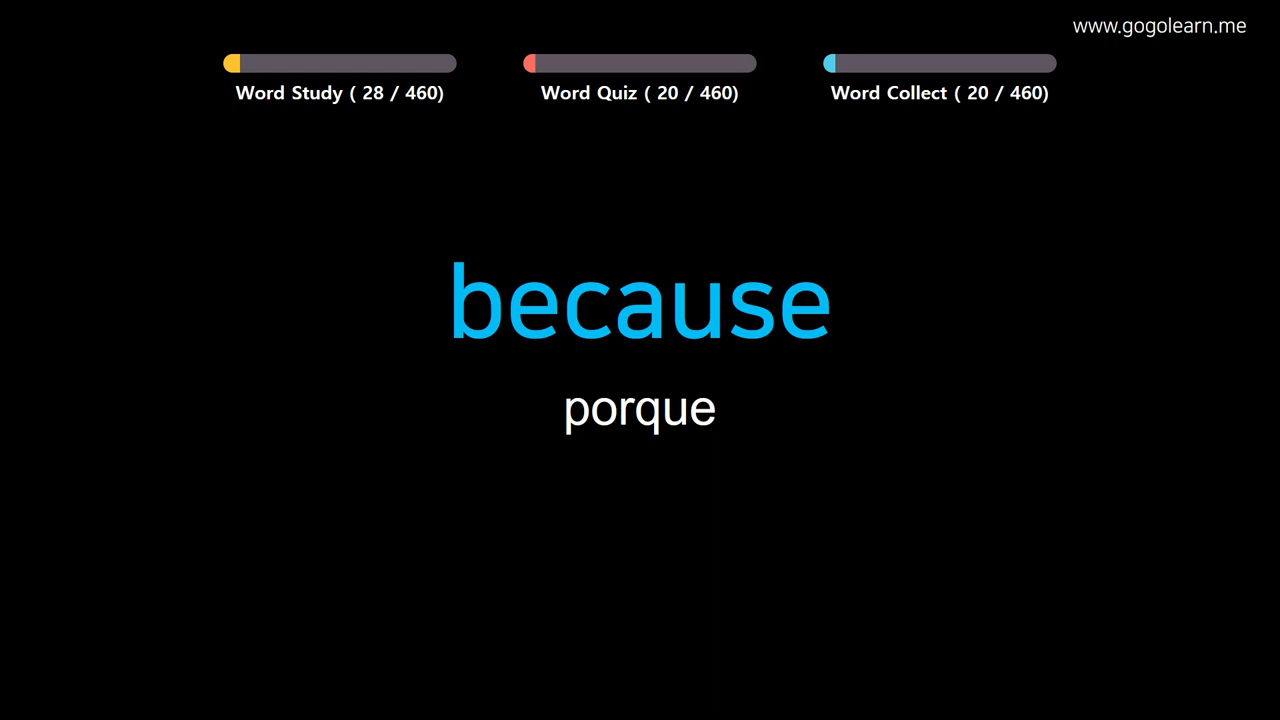 www.gogolearn.me
Word Study ( 28 / 460)
Word Quiz ( 20 / 460)
Word Collect ( 20 / 460)
because
porque